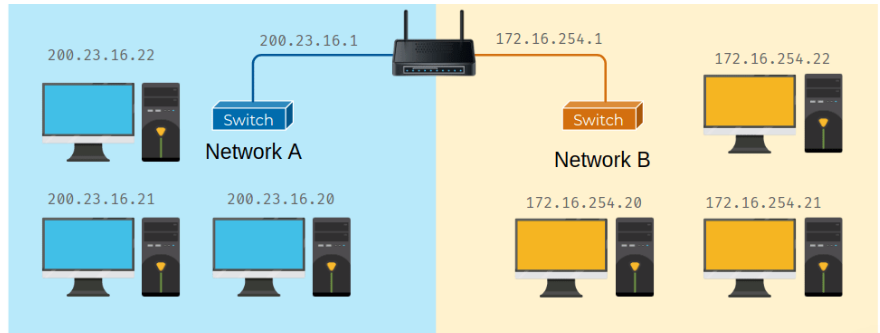 200.23.16.22
200.23.16.1
172.16.254.1
172.16.254.22
Switch
Network A
Switch
Network B
200.23.16.21
200.23.16.20
172.16.254.20
172.16.254.21